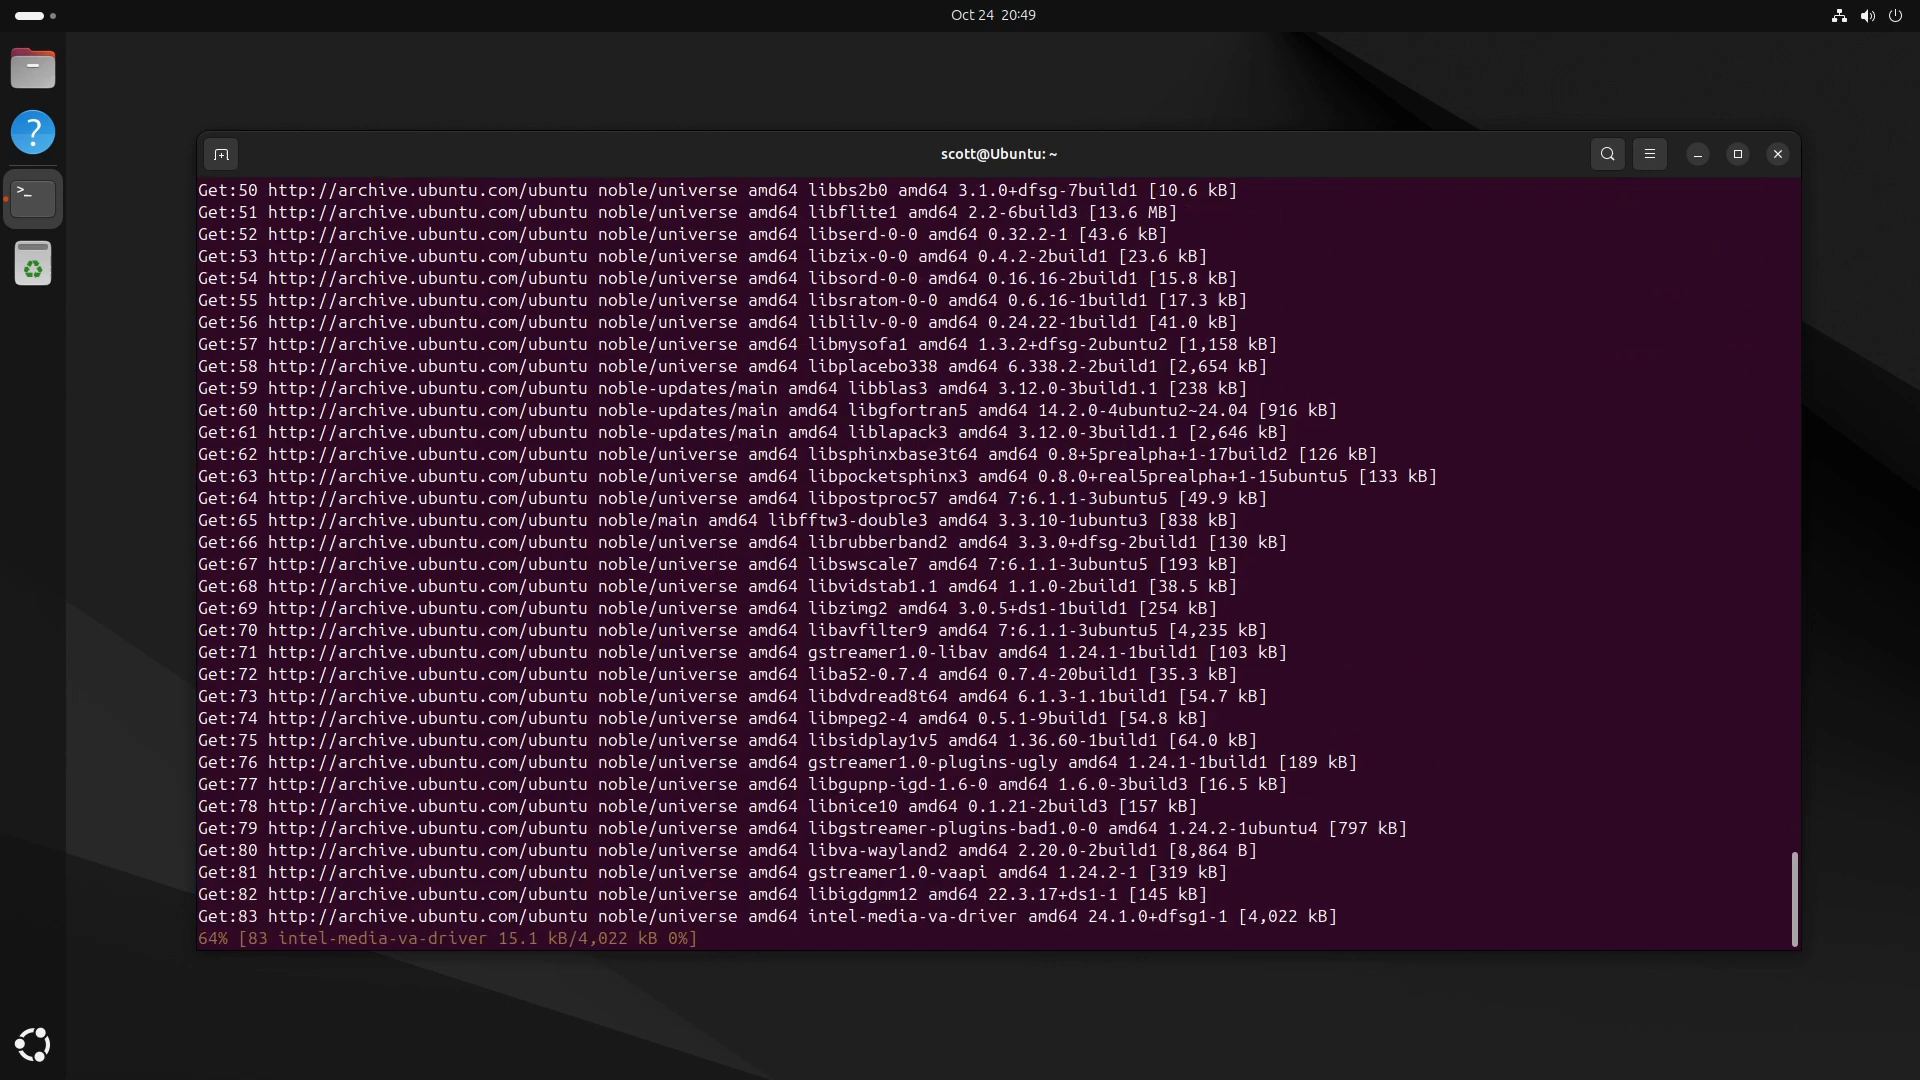 Oct 24 20:49
scott@Ubuntu: ~
Get:50 http://archive.ubuntu.com/ubuntu noble/universe amd64 libbs2b0 amd64 3.1.0+dfsg-7build1 [10.6 kB]
Get:51 http://archive.ubuntu.com/ubuntu noble/universe amd64 libflite1 amd64 2.2-6build3 [13.6 MB]
Get:52 http://archive.ubuntu.com/ubuntu noble/universe amd64 libserd-0-0 amd64 0.32.2-1 [43.6 kB]
Get:53 http://archive.ubuntu.com/ubuntu noble/universe amd64 libzix-0-0 amd64 0.4.2-2build1 [23.6 kB]
Get:54 http://archive.ubuntu.com/ubuntu noble/universe amd64 libsord-0-0 amd64 0.16.16-2build1 [15.8 kB]
Get:55 http://archive.ubuntu.com/ubuntu noble/universe amd64 libsratom-0-0 amd64 0.6.16-1build1 [17.3 kB]
Get:56 http://archive.ubuntu.com/ubuntu noble/universe amd64 liblilv-0-0 amd64 0.24.22-1build1 [41.0 kB]
Get:57 http://archive.ubuntu.com/ubuntu noble/universe amd64 libmysofa1 amd64 1.3.2+dfsg-2ubuntu2 [1,158 kB]
Get:58 http://archive.ubuntu.com/ubuntu noble/universe amd64 libplacebo338 amd64 6.338.2-2build1 [2,654 kB]
Get:59 http://archive.ubuntu.com/ubuntu noble-updates/main amd64 libblas3 amd64 3.12.0-3build1.1 [238 kB]
Get:60 http://archive.ubuntu.com/ubuntu noble-updates/main amd64 libgfortran5 amd64 14.2.0-4ubuntu2~24.04 [916 kB]
Get:61 http://archive.ubuntu.com/ubuntu noble-updates/main amd64 liblapack3 amd64 3.12.0-3build1.1 [2,646 kB]
Get:62 http://archive.ubuntu.com/ubuntu noble/universe amd64 libsphinxbase3t64 amd64 0.8+5prealpha+1-17build2 [126 kB]
Get:63 http://archive.ubuntu.com/ubuntu noble/universe amd64 libpocketsphinx3 amd64 0.8.0+real5prealpha+1-15ubuntu5 [133 kB]
Get:64 http://archive.ubuntu.com/ubuntu noble/universe amd64 libpostproc57 amd64 7:6.1.1-3ubuntu5 [49.9 kB]
Get:65 http://archive.ubuntu.com/ubuntu noble/main amd64 libfftw3-double3 amd64 3.3.10-1ubuntu3 [838 kB]
Get:66 http://archive.ubuntu.com/ubuntu noble/universe amd64 librubberband2 amd64 3.3.0+dfsg-2build1 [130 kB]
Get:67 http://archive.ubuntu.com/ubuntu noble/universe amd64 libswscale7 amd64 7:6.1.1-3ubuntu5 [193 kB]
Get:68 http://archive.ubuntu.com/ubuntu noble/universe amd64 libvidstab1.1 amd64 1.1.0-2build1 [38.5 kB]
Get:69 http://archive.ubuntu.com/ubuntu noble/universe amd64 libzimg2 amd64 3.0.5+ds1-1build1 [254 kB]
Get:70 http://archive.ubuntu.com/ubuntu noble/universe amd64 libavfilter9 amd64 7:6.1.1-3ubuntu5 [4,235 kB]
Get:71 http://archive.ubuntu.com/ubuntu noble/universe amd64 gstreamer1.0-libav amd64 1.24.1-1build1 [103 kB]
Get:72 http://archive.ubuntu.com/ubuntu noble/universe amd64 liba52-0.7.4 amd64 0.7.4-20build1 [35.3 kB]
Get:73 http://archive.ubuntu.com/ubuntu noble/universe amd64 libdvdread8t64 amd64 6.1.3-1.1build1 [54.7 kB]
Get:74 http://archive.ubuntu.com/ubuntu noble/universe amd64 libmpeg2-4 amd64 0.5.1-9build1 [54.8 kB]
Get:75 http://archive.ubuntu.com/ubuntu noble/universe amd64 libsidplay1v5 amd64 1.36.60-1build1 [64.0 kB]
Get:76 http://archive.ubuntu.com/ubuntu noble/universe amd64 gstreamer1.0-plugins-ugly amd64 1.24.1-1build1 [189 kB]
Get:77 http://archive.ubuntu.com/ubuntu noble/universe amd64 libgupnp-igd-1.6-0 amd64 1.6.0-3build3 [16.5 kB]
Get:78 http://archive.ubuntu.com/ubuntu noble/universe amd64 libnice10 amd64 0.1.21-2build3 [157 kB]
Get:79 http://archive.ubuntu.com/ubuntu noble/universe amd64 libgstreamer-plugins-bad1.0-0 amd64 1.24.2-1ubuntu4 [797 kB]
Get:80 http://archive.ubuntu.com/ubuntu noble/universe amd64 libva-wayland2 amd64 2.20.0-2build1 [8,864 B]
Get:81 http://archive.ubuntu.com/ubuntu noble/universe amd64 gstreamer1.0-vaapi amd64 1.24.2-1 [319 kB]
Get:82 http://archive.ubuntu.com/ubuntu noble/universe amd64 libigdgmm12 amd64 22.3.17+ds1-1 [145 kB]
Get:83 http://archive.ubuntu.com/ubuntu noble/universe amd64 intel-media-va-driver amd64 24.1.0+dfsg1-1 [4,022 kB]
64% [83 intel-media-va-driver 15.1 kB/4,022 kB 0%]